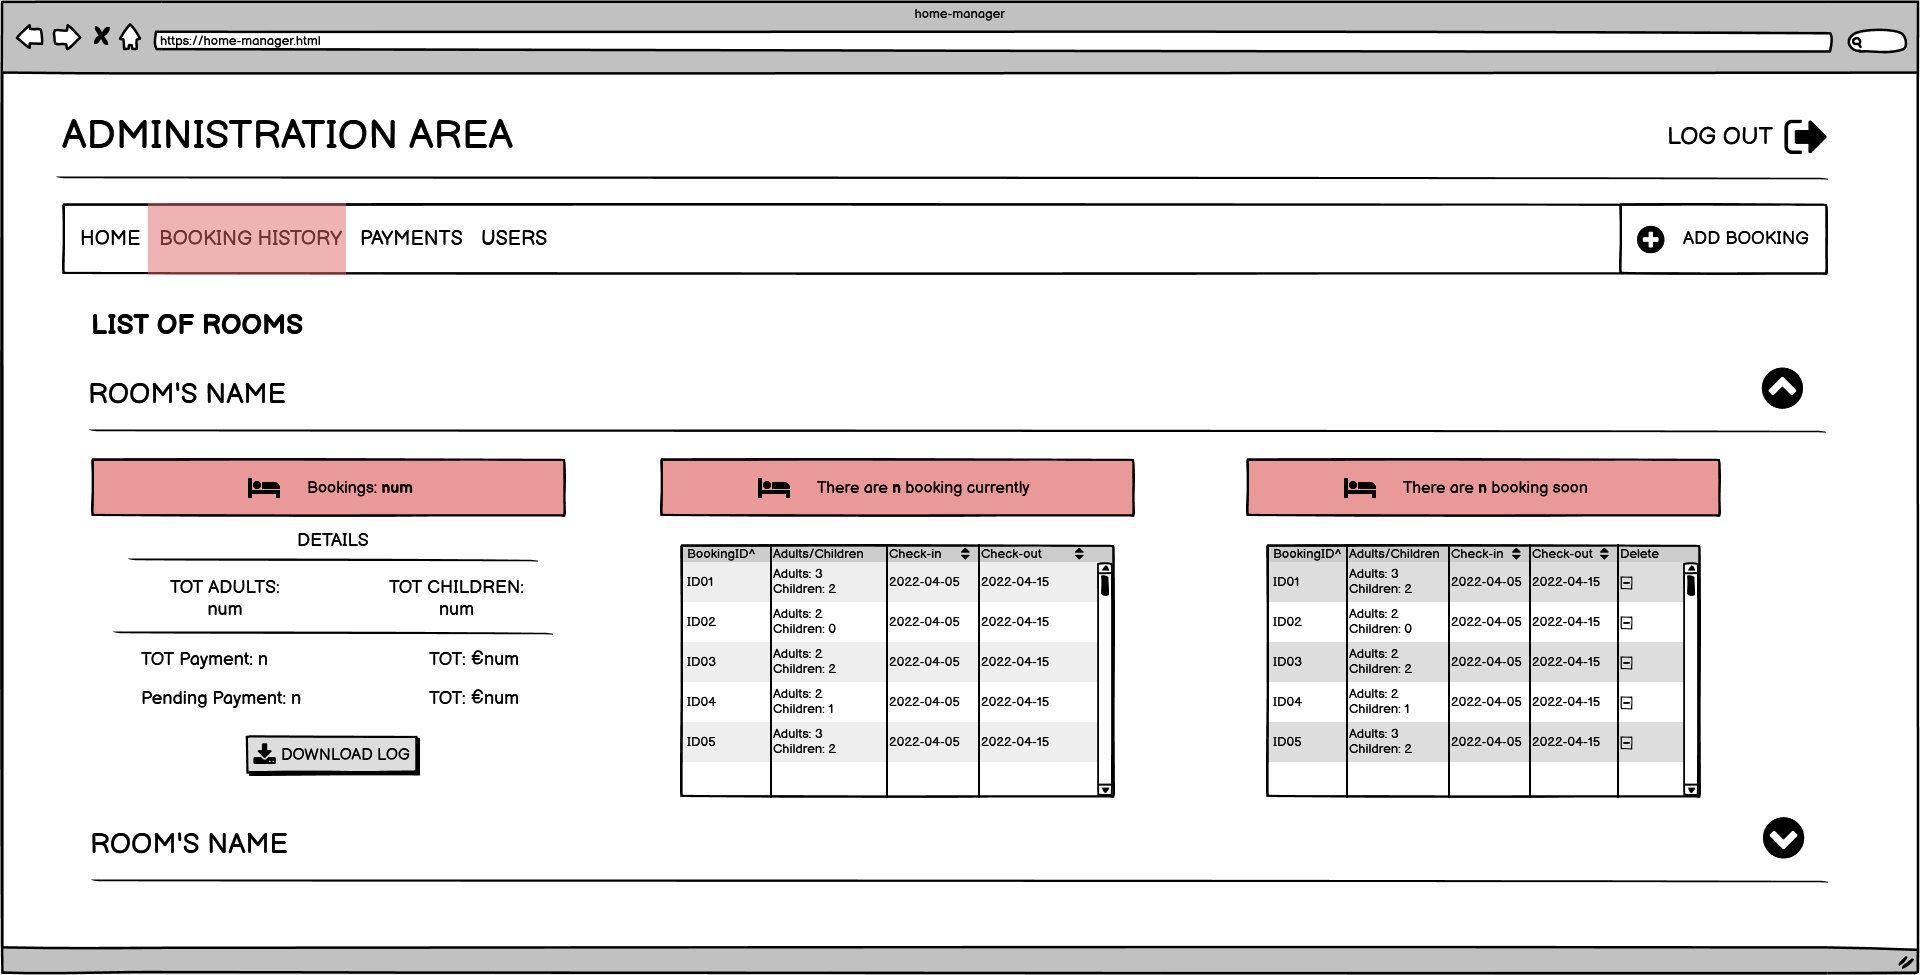 home-manager
https://home-manager.html
ADMINISTRATION AREA
LOG OUT
HOME BOOKING HISTORY PAYMENTS USERS
ADD BOOKING
LIST OF ROOMS
ROOM'S NAME
Bookings: num
DETAILS
TOT ADULTS:
num
TOT CHILDREN:
num
TOT Payment: n
TOT: €num
Pending Payment: n
TOT: €num
DOWNLOAD LOG
There are n booking currently
BookingID^ Adults/Children Check-in Check-out
ID01 Adults: 3 2022-04-05 2022-04-15
Children: 2
ID02 Adults: 2 2022-04-05 2022-04-15
Children: 0
ID03 Adults: 2 2022-04-05 2022-04-15
Children: 2
ID04 Adults: 2 2022-04-05 2022-04-15
Children: 1
ID05 Adults: 3 2022-04-05 2022-04-15
Children: 2
There are n booking soon
BookingID^ Adults/Children Check-in Check-out Delete
ID01 Adults: 3 2022-04-05 2022-04-15
Children: 2
ID02 Adults: 2 2022-04-05 2022-04-15
Children: 0
ID03 Adults: 2 2022-04-05 2022-04-15
Children: 2
ID04 Adults: 2 2022-04-05 2022-04-15
Children: 1
ID05 Adults: 3 2022-04-05 2022-04-15
Children: 2
ROOM'S NAME